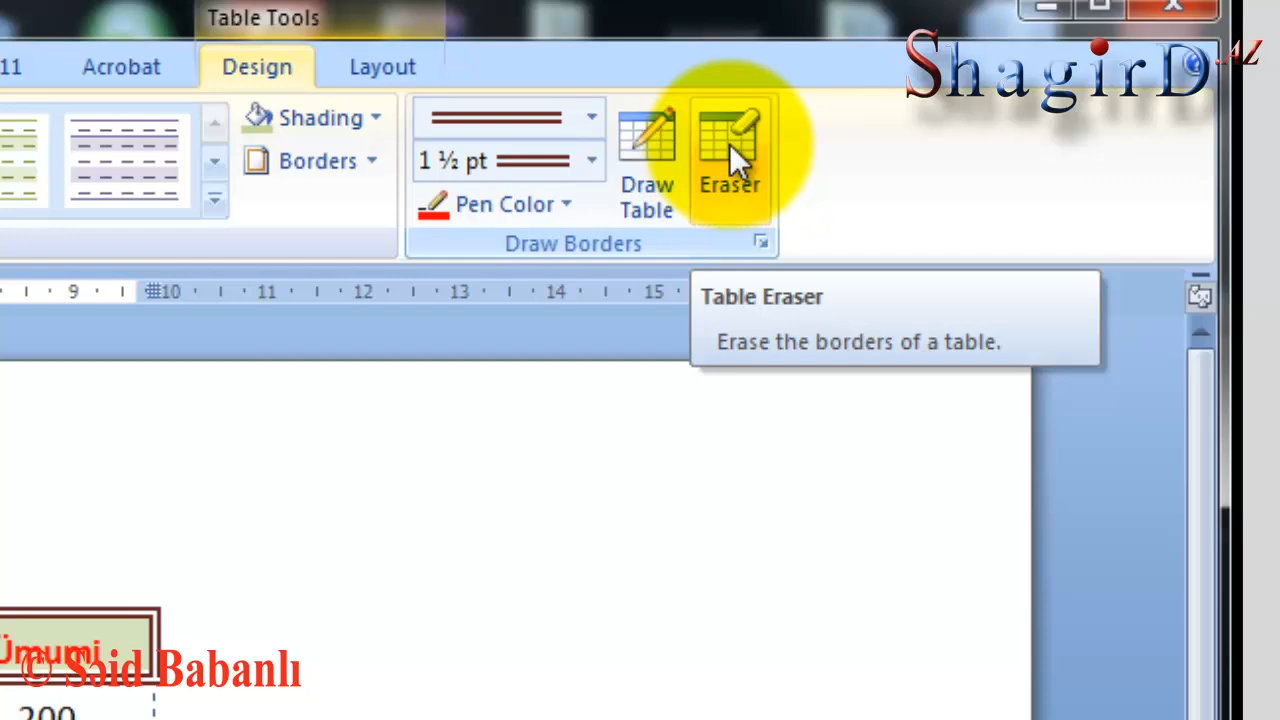 Table Tools
11 Acrobat Design Layout
ShagirD.AZ
Shading
Borders
1 ½ pt
Pen Color
Draw Table
Eraser
Draw Borders
9 10 11 12 13 14 15
Table Eraser
Erase the borders of a table.
Ümumi
© Səid Babanlı
200